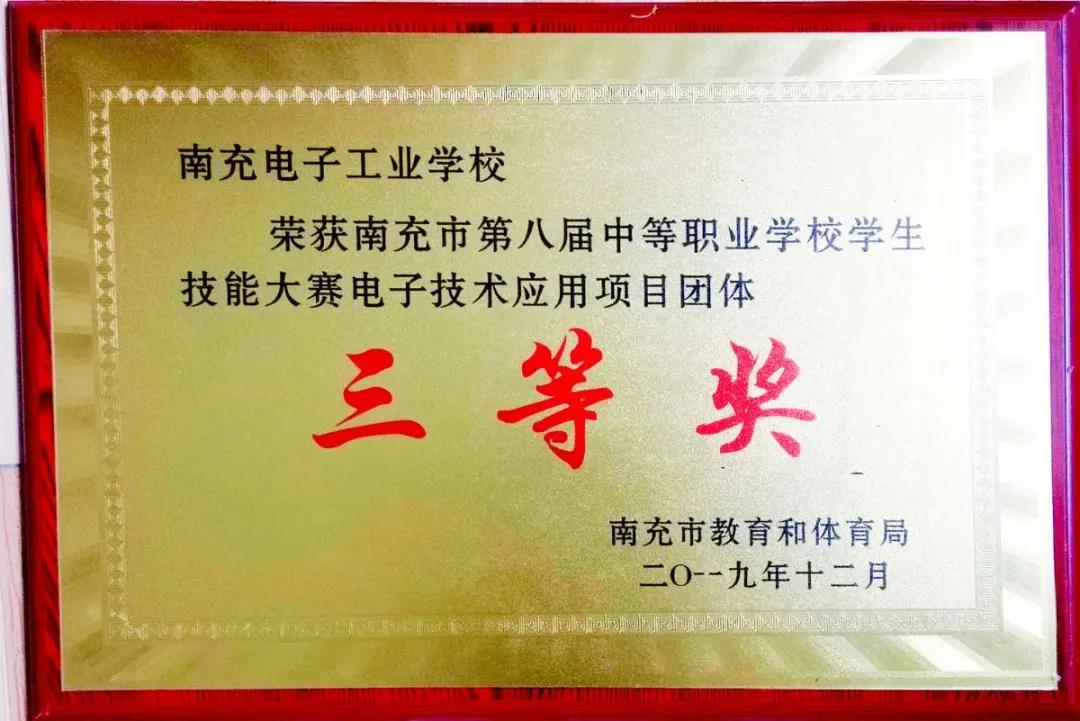 南充电子工业学校
荣获南充市第八届中等职业学校学生
技能大赛电子技术应用项目团体
三等奖
南充市教育和体育局
二〇一九年十二月